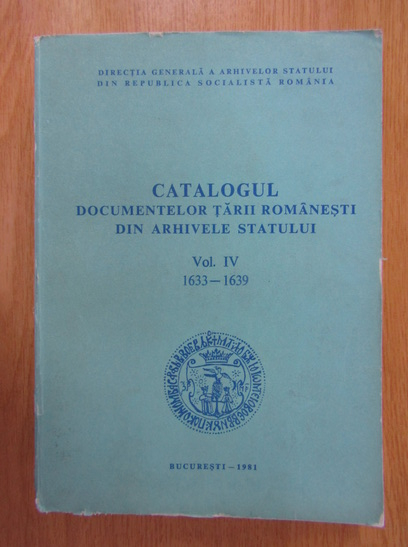 DIRECȚIA GENERALĂ A ARHIVELOR STATULUI
DIN REPUBLICA SOCIALISTĂ ROMÂNIA
CATALOGUL
DOCUMENTELOR ȚĂRII ROMÂNEȘTI
DIN ARHIVELE STATULUI
Vol. IV
1633—1639
BUCUREȘTI — 1981